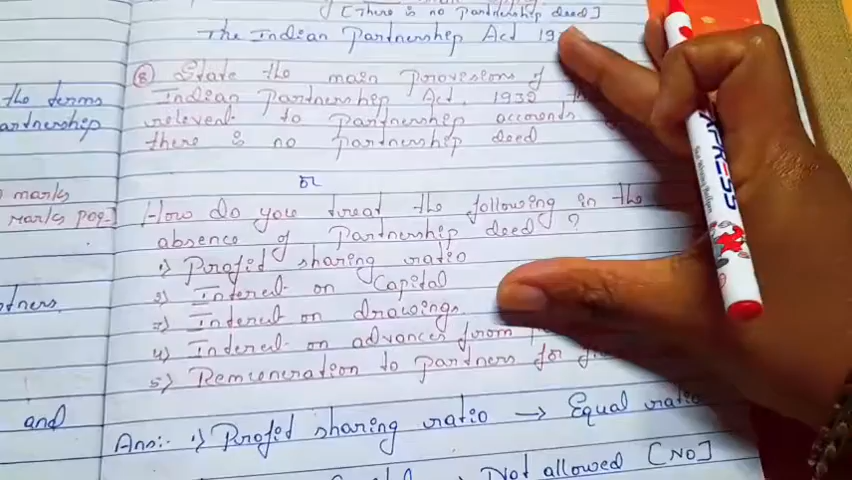 [There is no Partnership deed]
The Indian Partnership Act 19
the terms
artnership
marks
marks pog-]
rtners
and
⑧ State the main Provisions of
Indian Partnership Act, 1932 th
relevent to Partnership accounts
there is no partnership deed
or
How do you treat the following in the
absence of Partnership deed ?
1) Profit sharing ratio
2) Interest on Capital
3) Interest on drawings
4) Interest on advances from
5) Remuneration to Partners for
Ans:- 1) Profit sharing ratio → Equal ratio
→ Not allowed [No]